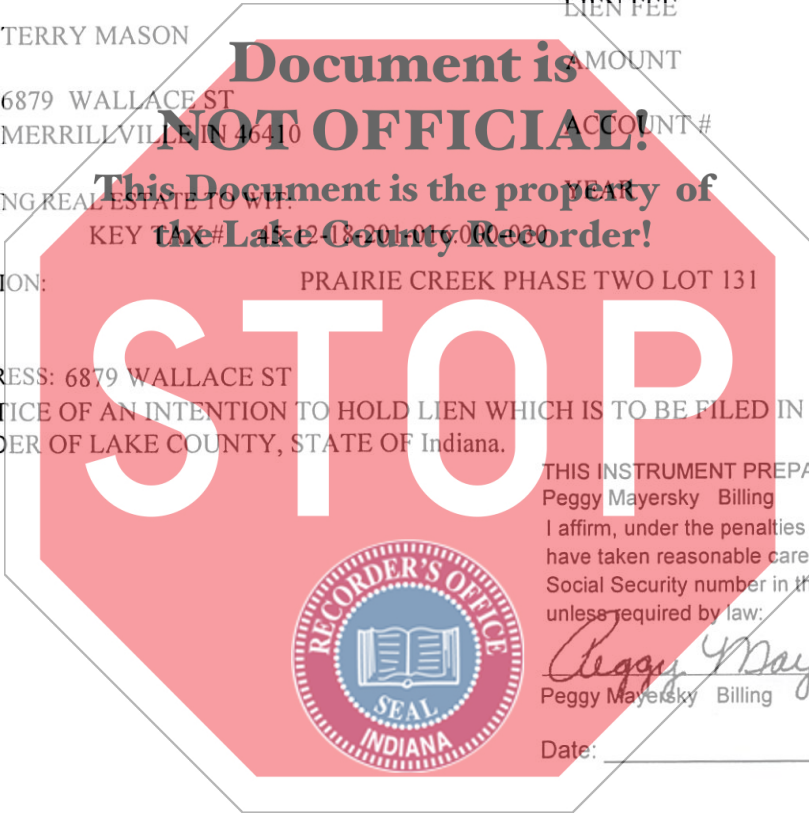 LIEN FEE
TERRY MASON
Document is
AMOUNT
6879 WALLACE ST
MERRILLVILLE IN 46410
NOT OFFICIAL!
ACCOUNT #
This Document is the property of
NG REAL ESTATE TO WIT:
YEAR
the Lake County Recorder!
KEY TAX # 45-12-18-201-016.000-030
ION:
PRAIRIE CREEK PHASE TWO LOT 131
STOP
RESS: 6879 WALLACE ST
TICE OF AN INTENTION TO HOLD LIEN WHICH IS TO BE FILED IN
DER OF LAKE COUNTY, STATE OF Indiana.
THIS INSTRUMENT PREPA
Peggy Mayersky Billing
I affirm, under the penalties
have taken reasonable care
Social Security number in th
unless required by law:
RECORDER'S OFFICE
SEAL
INDIANA
Peggy May
Peggy Mayersky Billing
Date: